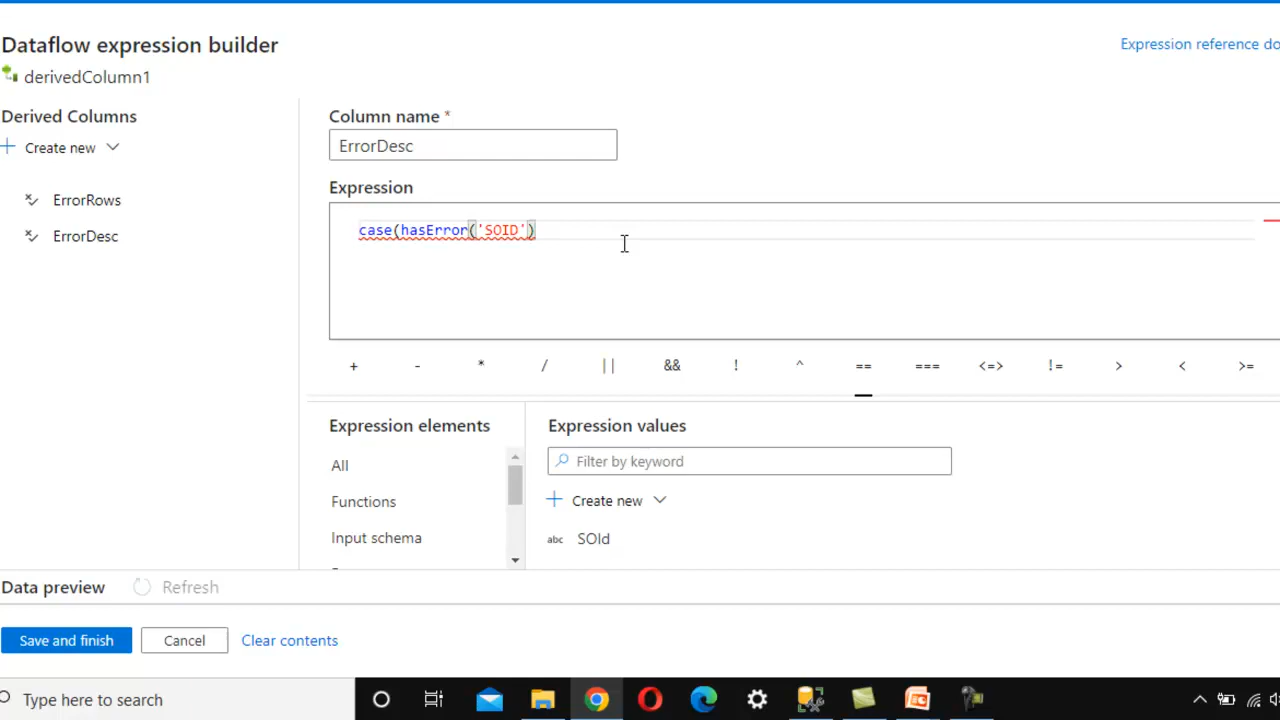 Dataflow expression builder
Expression reference do
derivedColumn1
Derived Columns
Create new
ErrorRows
ErrorDesc
Column name *
ErrorDesc
Expression
case(hasError('SOID')
+ - * / || && ! ^ == === <=> != > < >=
Expression elements
All
Functions
Input schema
Expression values
Filter by keyword
Create new
abc SOId
Data preview Refresh
Save and finish Cancel Clear contents
Type here to search